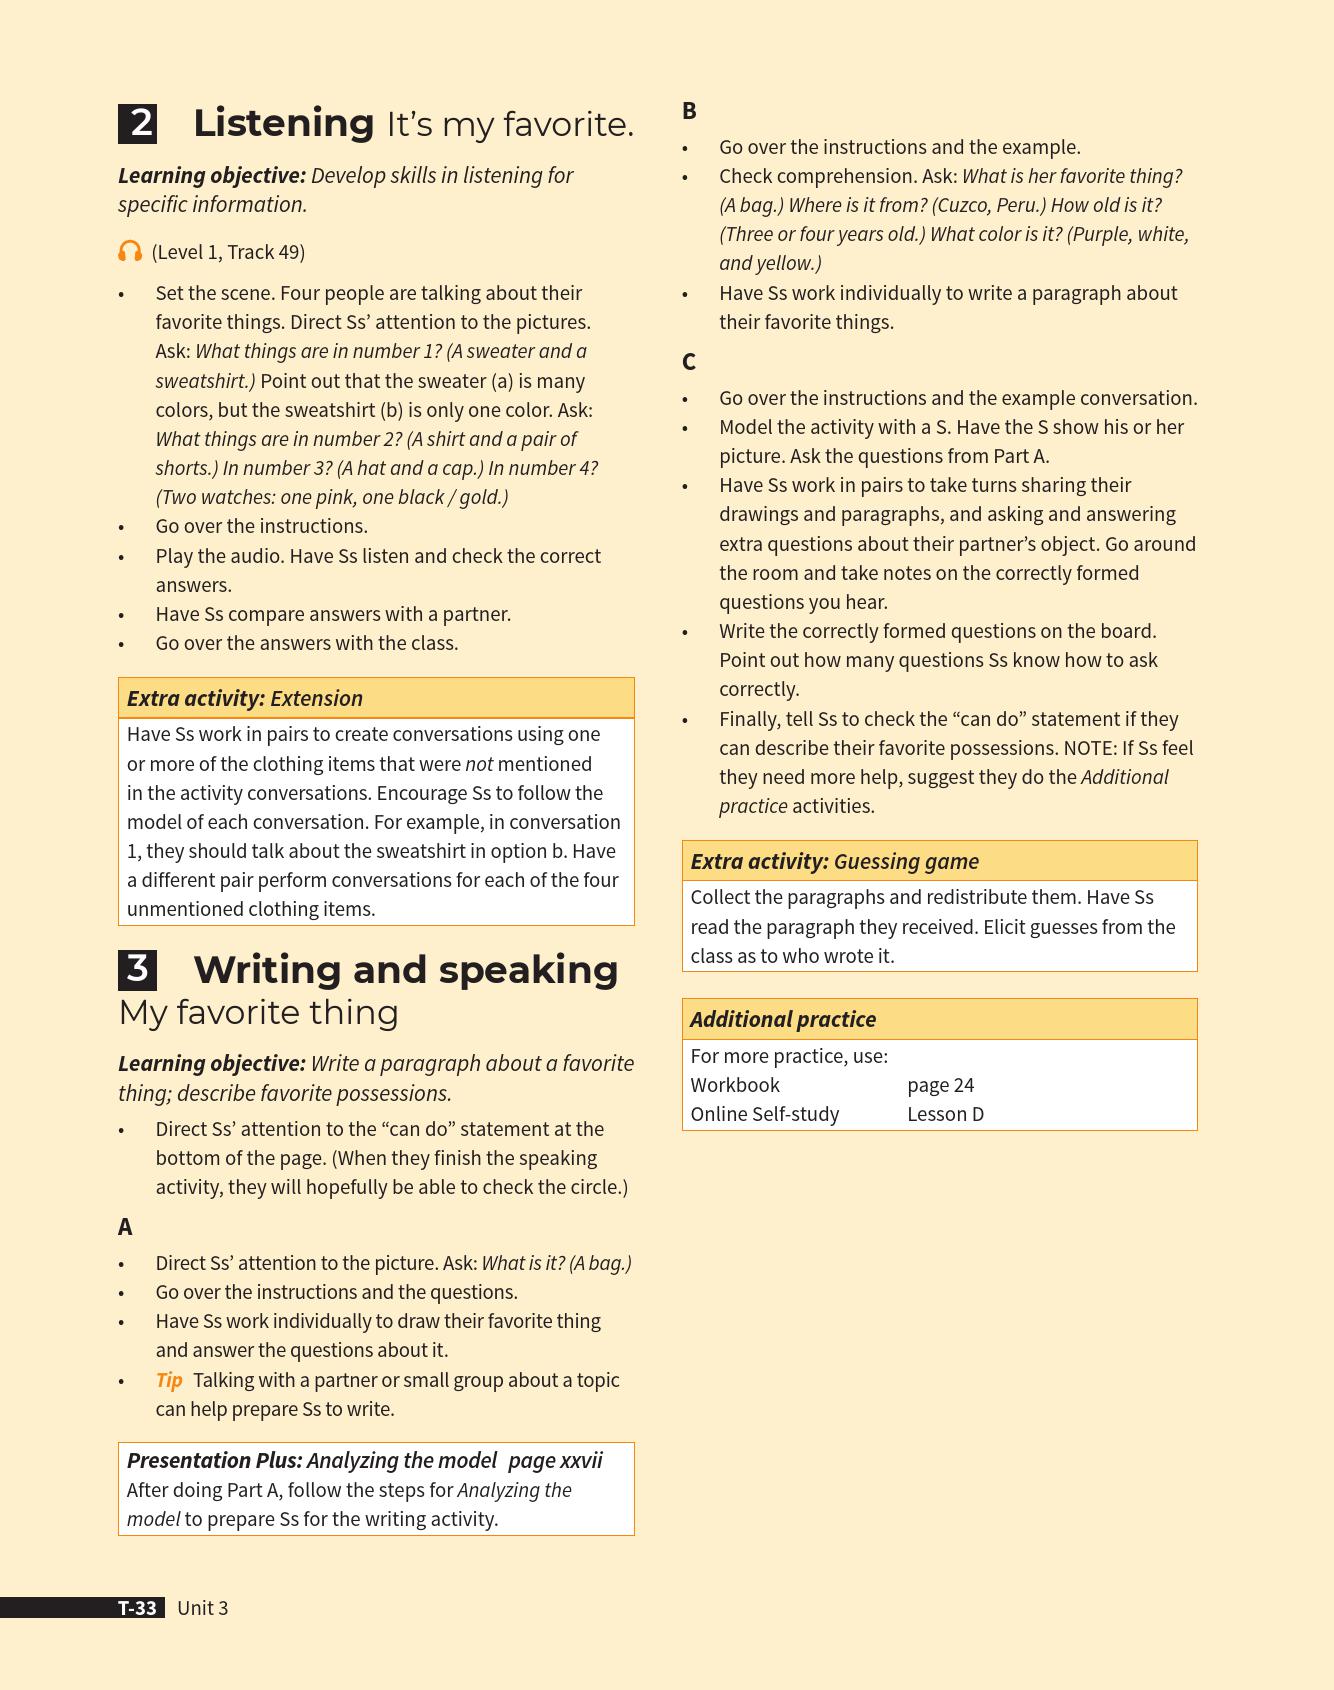 2 Listening It’s my favorite.
Learning objective: Develop skills in listening for
specific information.
(Level 1, Track 49)
• Set the scene. Four people are talking about their
favorite things. Direct Ss’ attention to the pictures.
Ask: What things are in number 1? (A sweater and a
sweatshirt.) Point out that the sweater (a) is many
colors, but the sweatshirt (b) is only one color. Ask:
What things are in number 2? (A shirt and a pair of
shorts.) In number 3? (A hat and a cap.) In number 4?
(Two watches: one pink, one black / gold.)
• Go over the instructions.
• Play the audio. Have Ss listen and check the correct
answers.
• Have Ss compare answers with a partner.
• Go over the answers with the class.
Extra activity: Extension
Have Ss work in pairs to create conversations using one
or more of the clothing items that were not mentioned
in the activity conversations. Encourage Ss to follow the
model of each conversation. For example, in conversation
1, they should talk about the sweatshirt in option b. Have
a different pair perform conversations for each of the four
unmentioned clothing items.
3 Writing and speaking
My favorite thing
Learning objective: Write a paragraph about a favorite
thing; describe favorite possessions.
• Direct Ss’ attention to the “can do” statement at the
bottom of the page. (When they finish the speaking
activity, they will hopefully be able to check the circle.)
A
• Direct Ss’ attention to the picture. Ask: What is it? (A bag.)
• Go over the instructions and the questions.
• Have Ss work individually to draw their favorite thing
and answer the questions about it.
• Tip Talking with a partner or small group about a topic
can help prepare Ss to write.
Presentation Plus: Analyzing the model page xxvii
After doing Part A, follow the steps for Analyzing the
model to prepare Ss for the writing activity.
B
• Go over the instructions and the example.
• Check comprehension. Ask: What is her favorite thing?
(A bag.) Where is it from? (Cuzco, Peru.) How old is it?
(Three or four years old.) What color is it? (Purple, white,
and yellow.)
• Have Ss work individually to write a paragraph about
their favorite things.
C
• Go over the instructions and the example conversation.
• Model the activity with a S. Have the S show his or her
picture. Ask the questions from Part A.
• Have Ss work in pairs to take turns sharing their
drawings and paragraphs, and asking and answering
extra questions about their partner’s object. Go around
the room and take notes on the correctly formed
questions you hear.
• Write the correctly formed questions on the board.
Point out how many questions Ss know how to ask
correctly.
• Finally, tell Ss to check the “can do” statement if they
can describe their favorite possessions. NOTE: If Ss feel
they need more help, suggest they do the Additional
practice activities.
Extra activity: Guessing game
Collect the paragraphs and redistribute them. Have Ss
read the paragraph they received. Elicit guesses from the
class as to who wrote it.
Additional practice
For more practice, use:
Workbook page 24
Online Self-study Lesson D
T-33 Unit 3